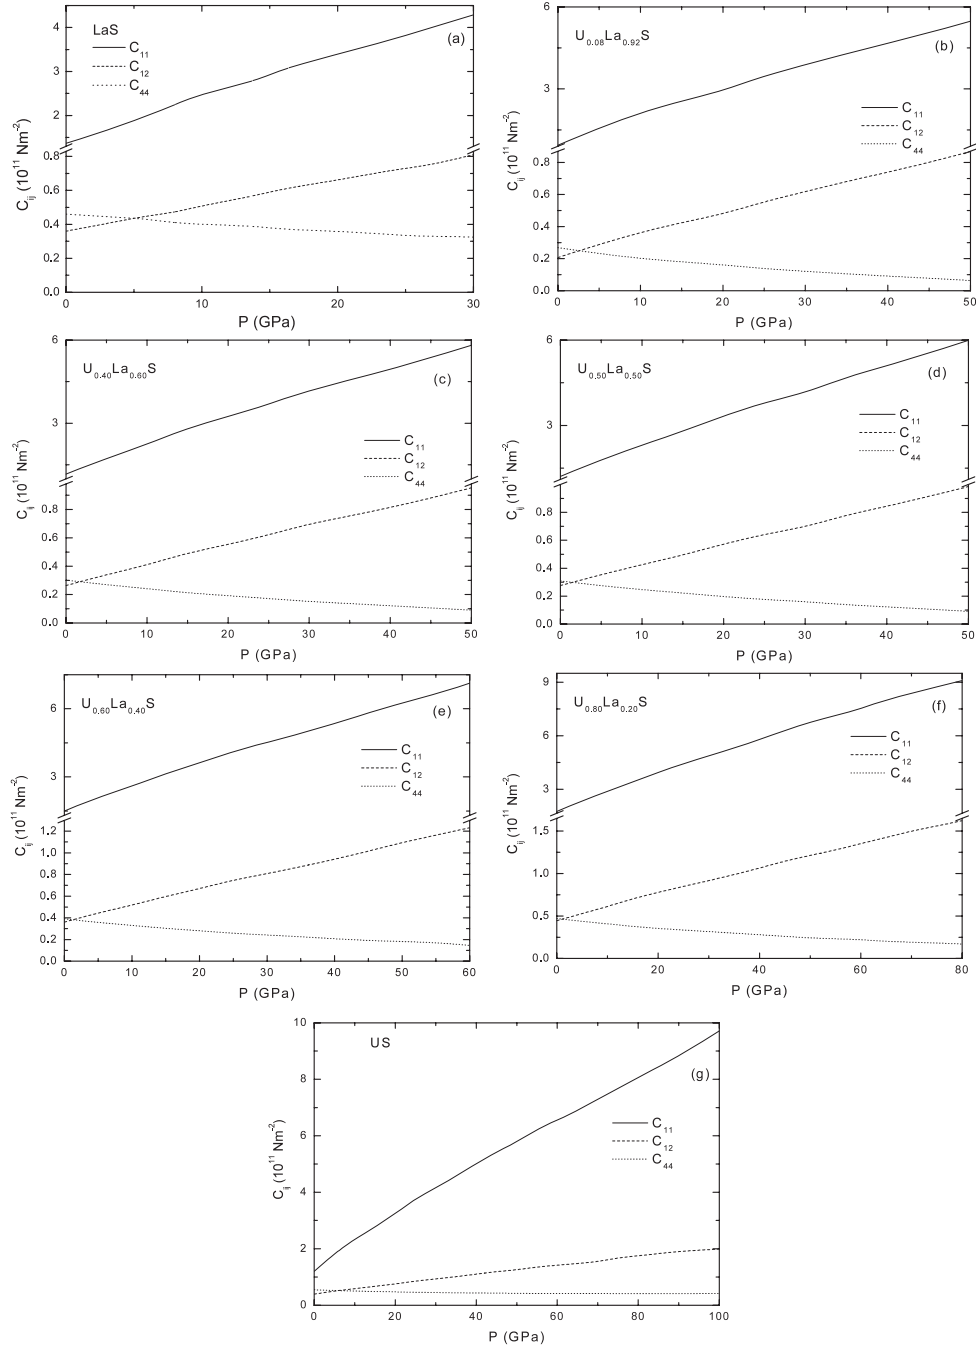 LaS
(a)
C11
C12
C44
4
3
2
1
0.8
0.6
0.4
0.2
0.0
0
10
20
30
Cij (10^11 Nm^-2)
P (GPa)
U0.08La0.92S
(b)
C11
C12
C44
6
3
0.8
0.6
0.4
0.2
0.0
0
10
20
30
40
50
Cij (10^11 Nm^-2)
P (GPa)
U0.40La0.60S
(c)
C11
C12
C44
6
3
0.8
0.6
0.4
0.2
0.0
0
10
20
30
40
50
Cij (10^11 Nm^-2)
P (GPa)
U0.50La0.50S
(d)
C11
C12
C44
6
3
0.8
0.6
0.4
0.2
0.0
0
10
20
30
40
50
Cij (10^11 Nm^-2)
P (GPa)
U0.60La0.40S
(e)
C11
C12
C44
6
3
1.2
1.0
0.8
0.6
0.4
0.2
0.0
0
10
20
30
40
50
60
Cij (10^11 Nm^-2)
P (GPa)
U0.80La0.20S
(f)
C11
C12
C44
9
6
3
1.5
1.0
0.5
0.0
0
20
40
60
80
Cij (10^11 Nm^-2)
P (GPa)
US
(g)
C11
C12
C44
10
8
6
4
2
0
0
20
40
60
80
100
Cij (10^11 Nm^-2)
P (GPa)